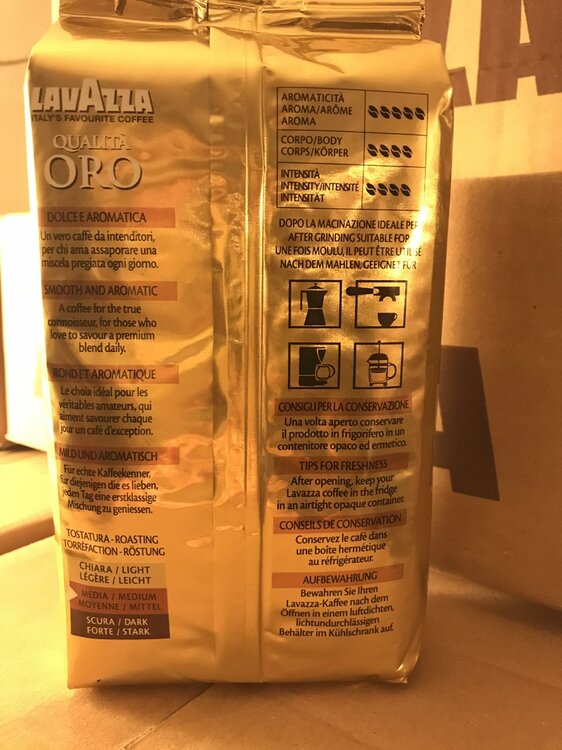 LAVAZZA
ITALY'S FAVOURITE COFFEE
QUALITÀ
ORO
DOLCE E AROMATICA
Un vero caffè da intenditori,
per chi ama assaporare una
miscela pregiata ogni giorno.
SMOOTH AND AROMATIC
A coffee for the true
connoisseur, for those who
love to savour a premium
blend daily.
ROND ET AROMATIQUE
Le choix idéal pour les
véritables amateurs, qui
aiment savourer chaque
jour un café d'exception.
MILD UND AROMATISCH
Für echte Kaffeekenner,
für diejenigen die es lieben,
jeden Tag eine erstklassige
Mischung zu geniessen.
TOSTATURA - ROASTING
TORRÉFACTION - RÖSTUNG
CHIARA / LIGHT
LÉGÈRE / LEICHT
MEDIA / MEDIUM
MOYENNE / MITTEL
SCURA / DARK
FORTE / STARK
AROMATICITÀ
AROMA/ARÔME
AROMA
CORPO/BODY
CORPS/KÖRPER
INTENSITÀ
INTENSITY/INTENSITÉ
INTENSITÄT
DOPO LA MACINAZIONE IDEALE PER
AFTER GRINDING SUITABLE FOR
UNE FOIS MOULU, IL PEUT ÊTRE UTILISÉ
NACH DEM MAHLEN, GEEIGNET FÜR
CONSIGLI PER LA CONSERVAZIONE
Una volta aperto conservare
il prodotto in frigorifero in un
contenitore opaco ed ermetico.
TIPS FOR FRESHNESS
After opening, keep your
Lavazza coffee in the fridge
in an airtight opaque container.
CONSEILS DE CONSERVATION
Conservez le café dans
une boîte hermétique
au réfrigérateur.
AUFBEWAHRUNG
Bewahren Sie Ihren
Lavazza-Kaffee nach dem
Öffnen in einem luftdichten,
lichtundurchlässigen
Behälter im Kühlschrank auf.